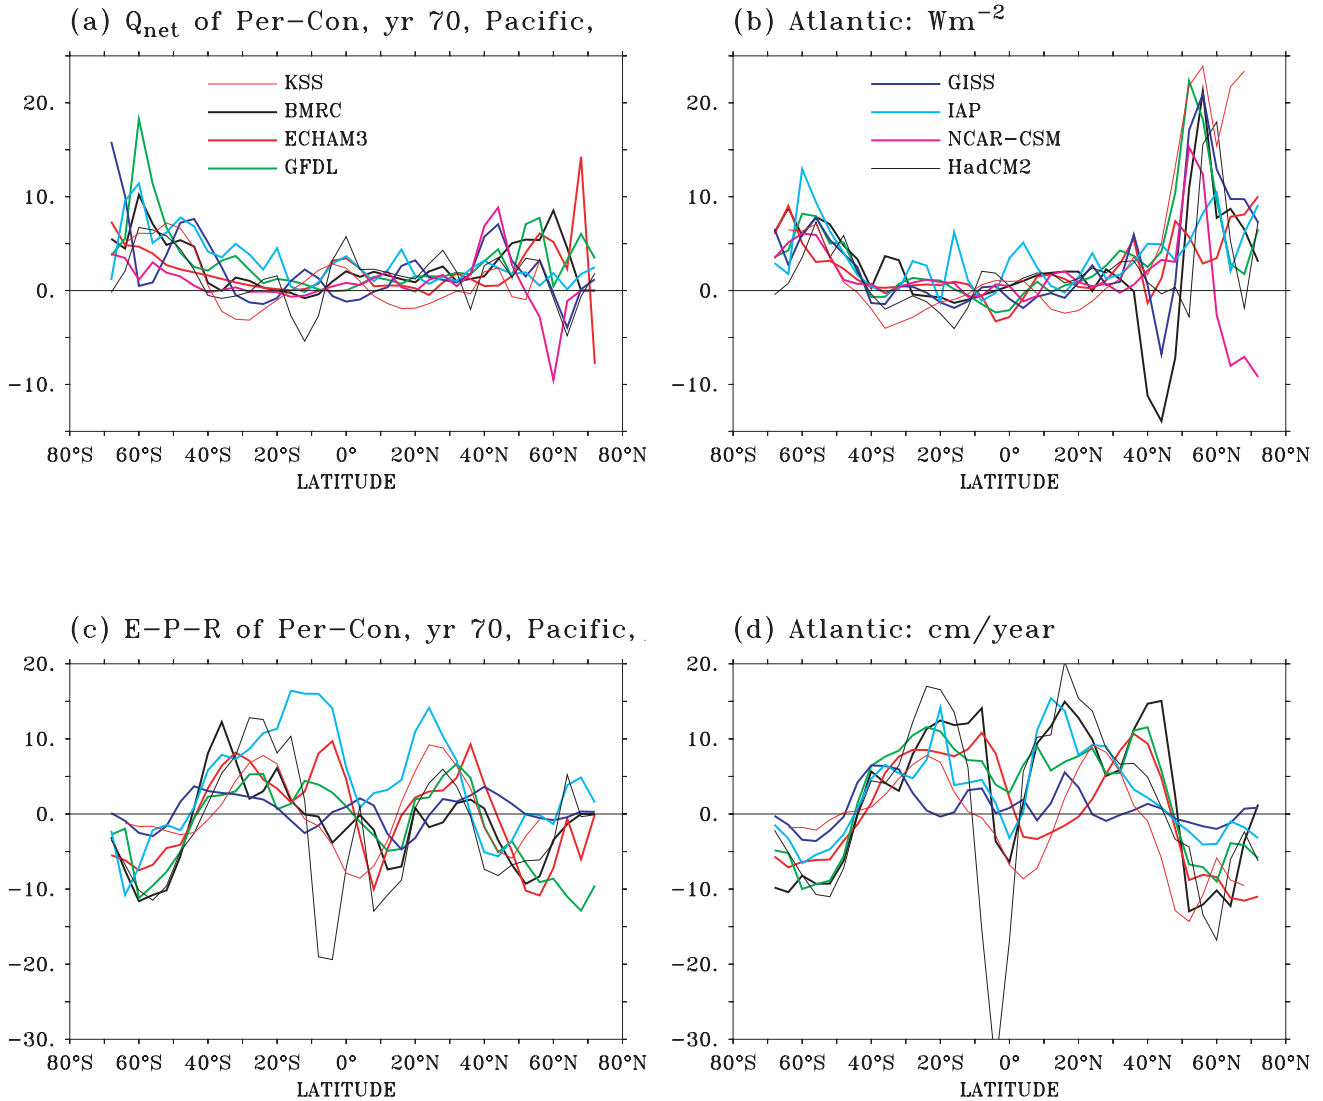 (a) Qnet of Per−Con, yr 70, Pacific,
(b) Atlantic: Wm−2
KSS
BMRC
ECHAM3
GFDL
GISS
IAP
NCAR−CSM
HadCM2
20.
10.
0.
−10.
20.
10.
0.
−10.
80°S 60°S 40°S 20°S 0° 20°N 40°N 60°N 80°N
LATITUDE
80°S 60°S 40°S 20°S 0° 20°N 40°N 60°N 80°N
LATITUDE
(c) E−P−R of Per−Con, yr 70, Pacific,
(d) Atlantic: cm/year
20.
10.
0.
−10.
−20.
−30.
20.
10.
0.
−10.
−20.
−30.
80°S 60°S 40°S 20°S 0° 20°N 40°N 60°N 80°N
LATITUDE
80°S 60°S 40°S 20°S 0° 20°N 40°N 60°N 80°N
LATITUDE